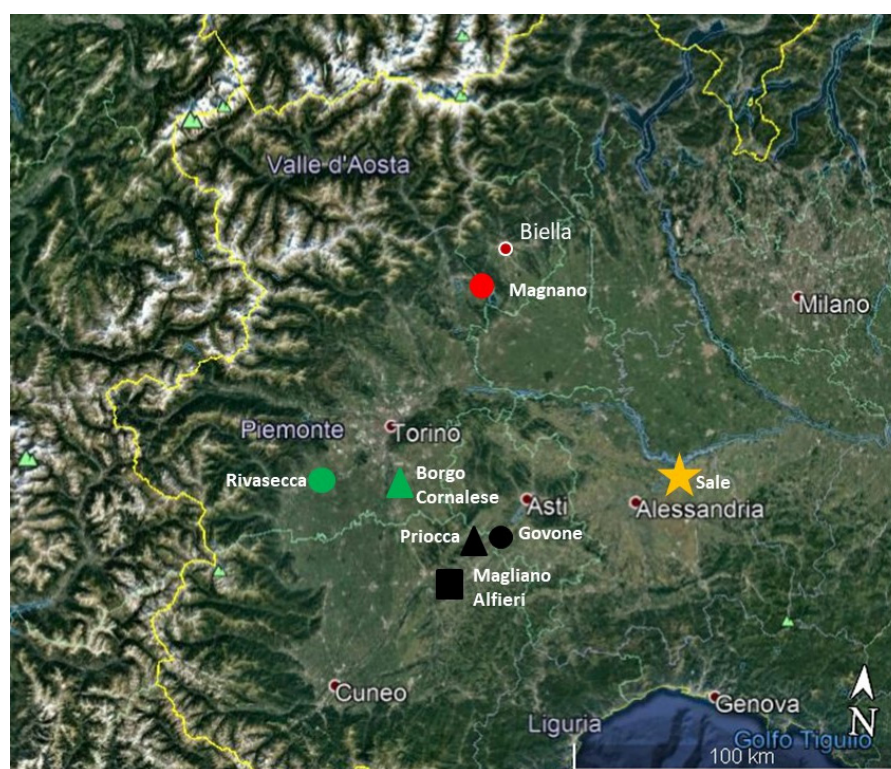 Valle d'Aosta
Biella
Magnano
Milano
Piemonte
Torino
Rivasecca
Borgo
Cornalese
Sale
Asti
Alessandria
Priocca
Govone
Magliano
Alfieri
Cuneo
Genova
Liguria
N
Golfo Tigullio
100 km